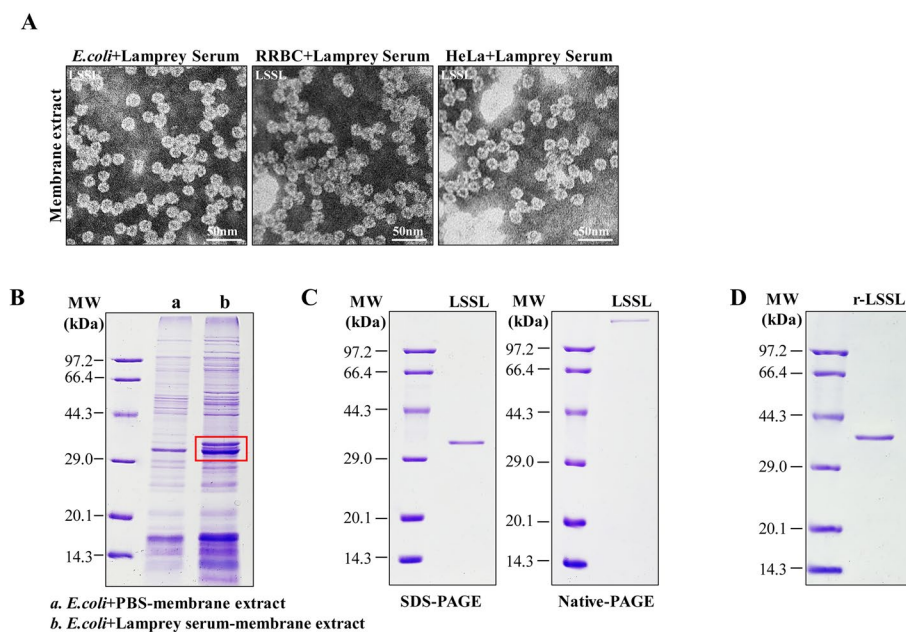 A
E.coli+Lamprey Serum RRBC+Lamprey Serum HeLa+Lamprey Serum
Membrane extract
LSSL LSSL LSSL
50nm 50nm 50nm
B
MW a b
(kDa)
97.2
66.4
44.3
29.0
20.1
14.3
a. E.coli+PBS-membrane extract
b. E.coli+Lamprey serum-membrane extract
C
MW LSSL
(kDa)
97.2
66.4
44.3
29.0
20.1
14.3
SDS-PAGE
MW LSSL
(kDa)
97.2
66.4
44.3
29.0
20.1
14.3
Native-PAGE
D
MW r-LSSL
(kDa)
97.2
66.4
44.3
29.0
20.1
14.3